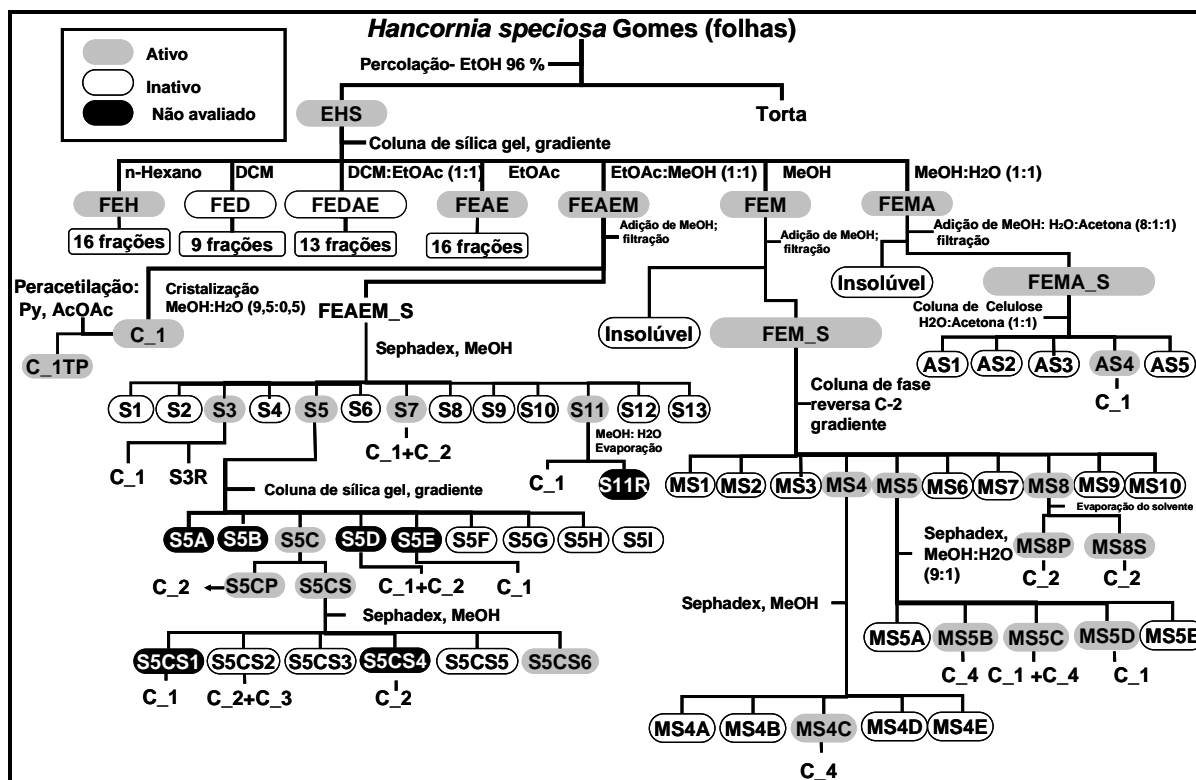 Hancornia speciosa Gomes (folhas)
Ativo
Inativo
Não avaliado
Percolação- EtOH 96 %
EHS
Torta
Coluna de sílica gel, gradiente
n-Hexano
DCM
DCM:EtOAc (1:1)
EtOAc
EtOAc:MeOH (1:1)
MeOH
MeOH:H2O (1:1)
FEH
FED
FEDAE
FEAE
FEAEM
FEM
FEMA
16 frações
9 frações
13 frações
16 frações
Adição de MeOH;
filtração
Adição de MeOH;
filtração
Adição de MeOH: H2O:Acetona (8:1:1)
filtração
Peracetilação:
Py, AcOAc
Cristalização
MeOH:H2O (9,5:0,5)
C_1
C_1TP
FEAEM_S
Insolúvel
FEM_S
Insolúvel
FEMA_S
Coluna de Celulose
H2O:Acetona (1:1)
AS1
AS2
AS3
AS4
AS5
C_1
Sephadex, MeOH
S1
S2
S3
S4
S5
S6
S7
S8
S9
S10
S11
S12
S13
C_1
S3R
C_1+C_2
MeOH: H2O
Evaporação
C_1
S11R
Coluna de fase
reversa C-2
gradiente
MS1
MS2
MS3
MS4
MS5
MS6
MS7
MS8
MS9
MS10
Coluna de sílica gel, gradiente
S5A
S5B
S5C
S5D
S5E
S5F
S5G
S5H
S5I
C_2
S5CP
S5CS
C_1+C_2
C_1
Evaporação do solvente
MS8P
MS8S
C_2
C_2
Sephadex,
MeOH:H2O
(9:1)
Sephadex, MeOH
Sephadex, MeOH
S5CS1
S5CS2
S5CS3
S5CS4
S5CS5
S5CS6
C_1
C_2+C_3
C_2
MS5A
MS5B
MS5C
MS5D
MS5E
C_4
C_1 +C_4
C_1
MS4A
MS4B
MS4C
MS4D
MS4E
C_4